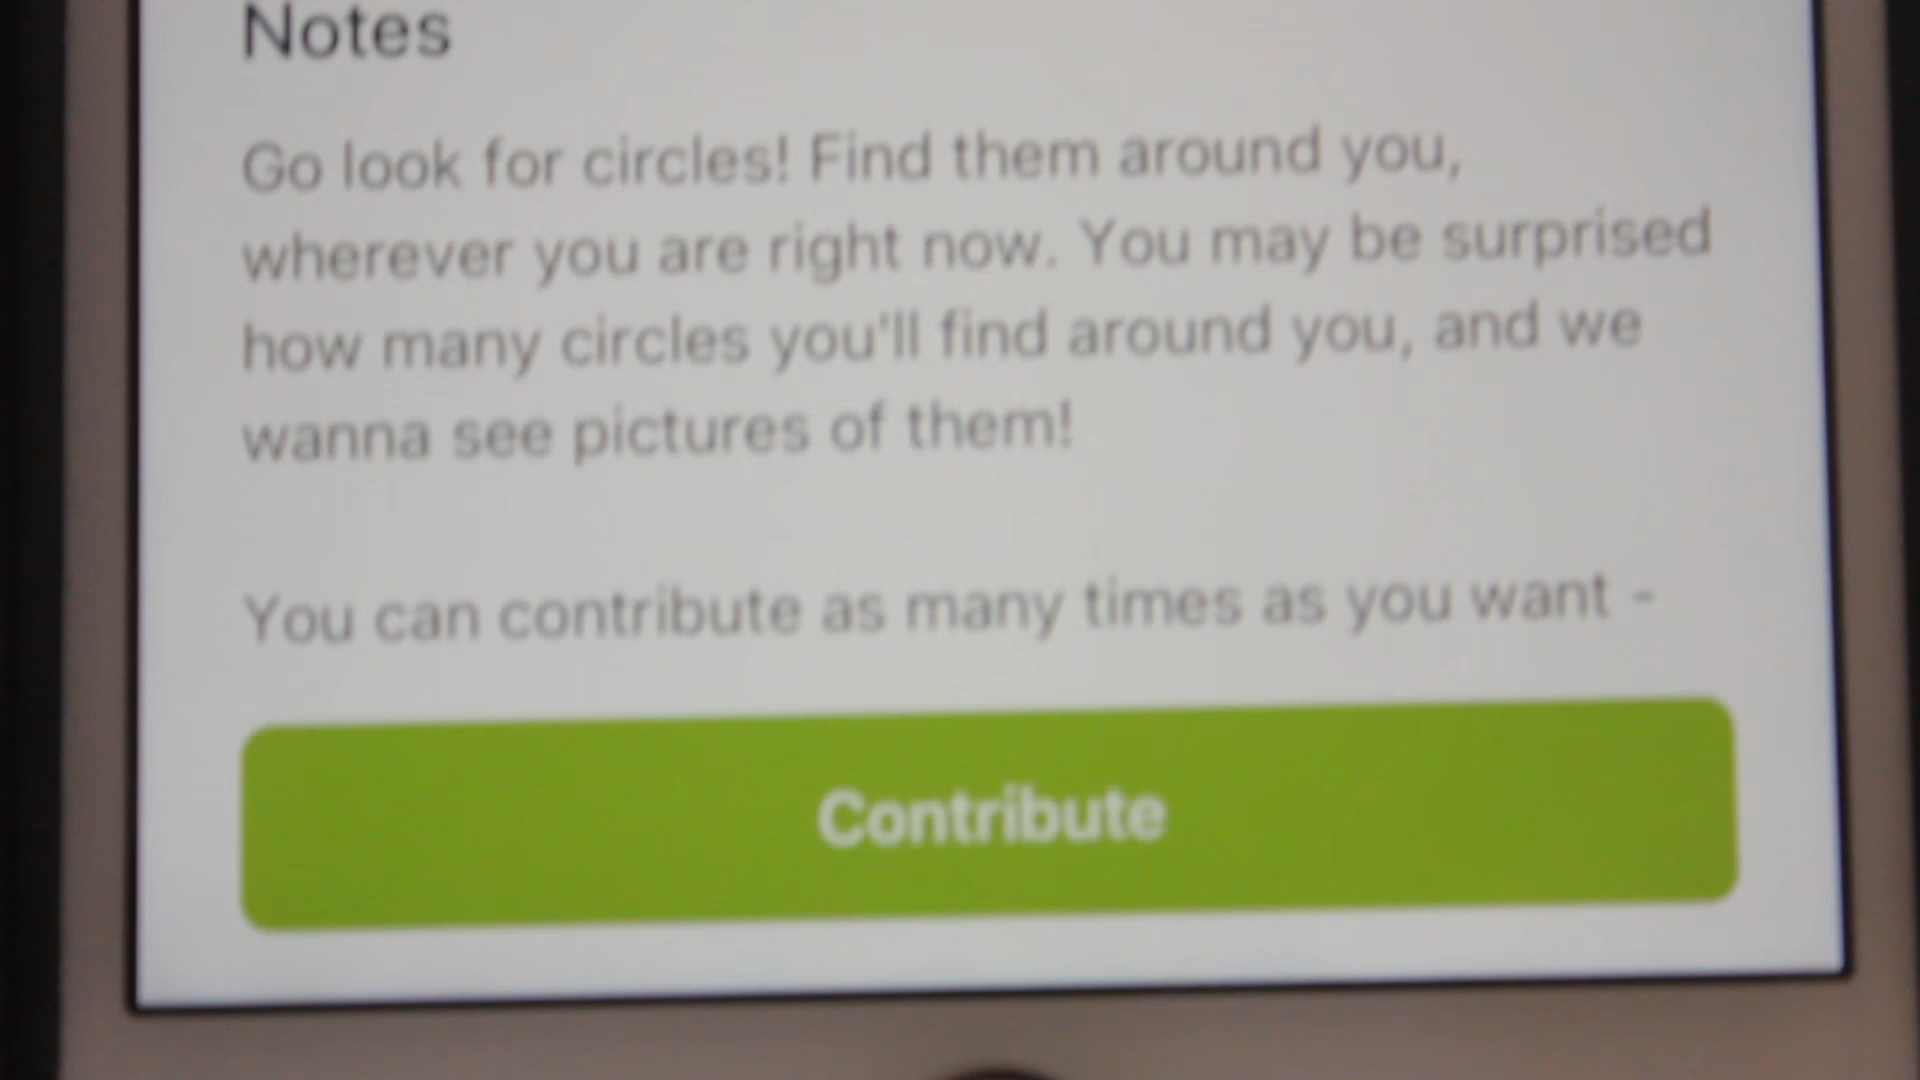 Notes
Go look for circles! Find them around you,
wherever you are right now. You may be surprised
how many circles you'll find around you, and we
wanna see pictures of them!
You can contribute as many times as you want -
Contribute